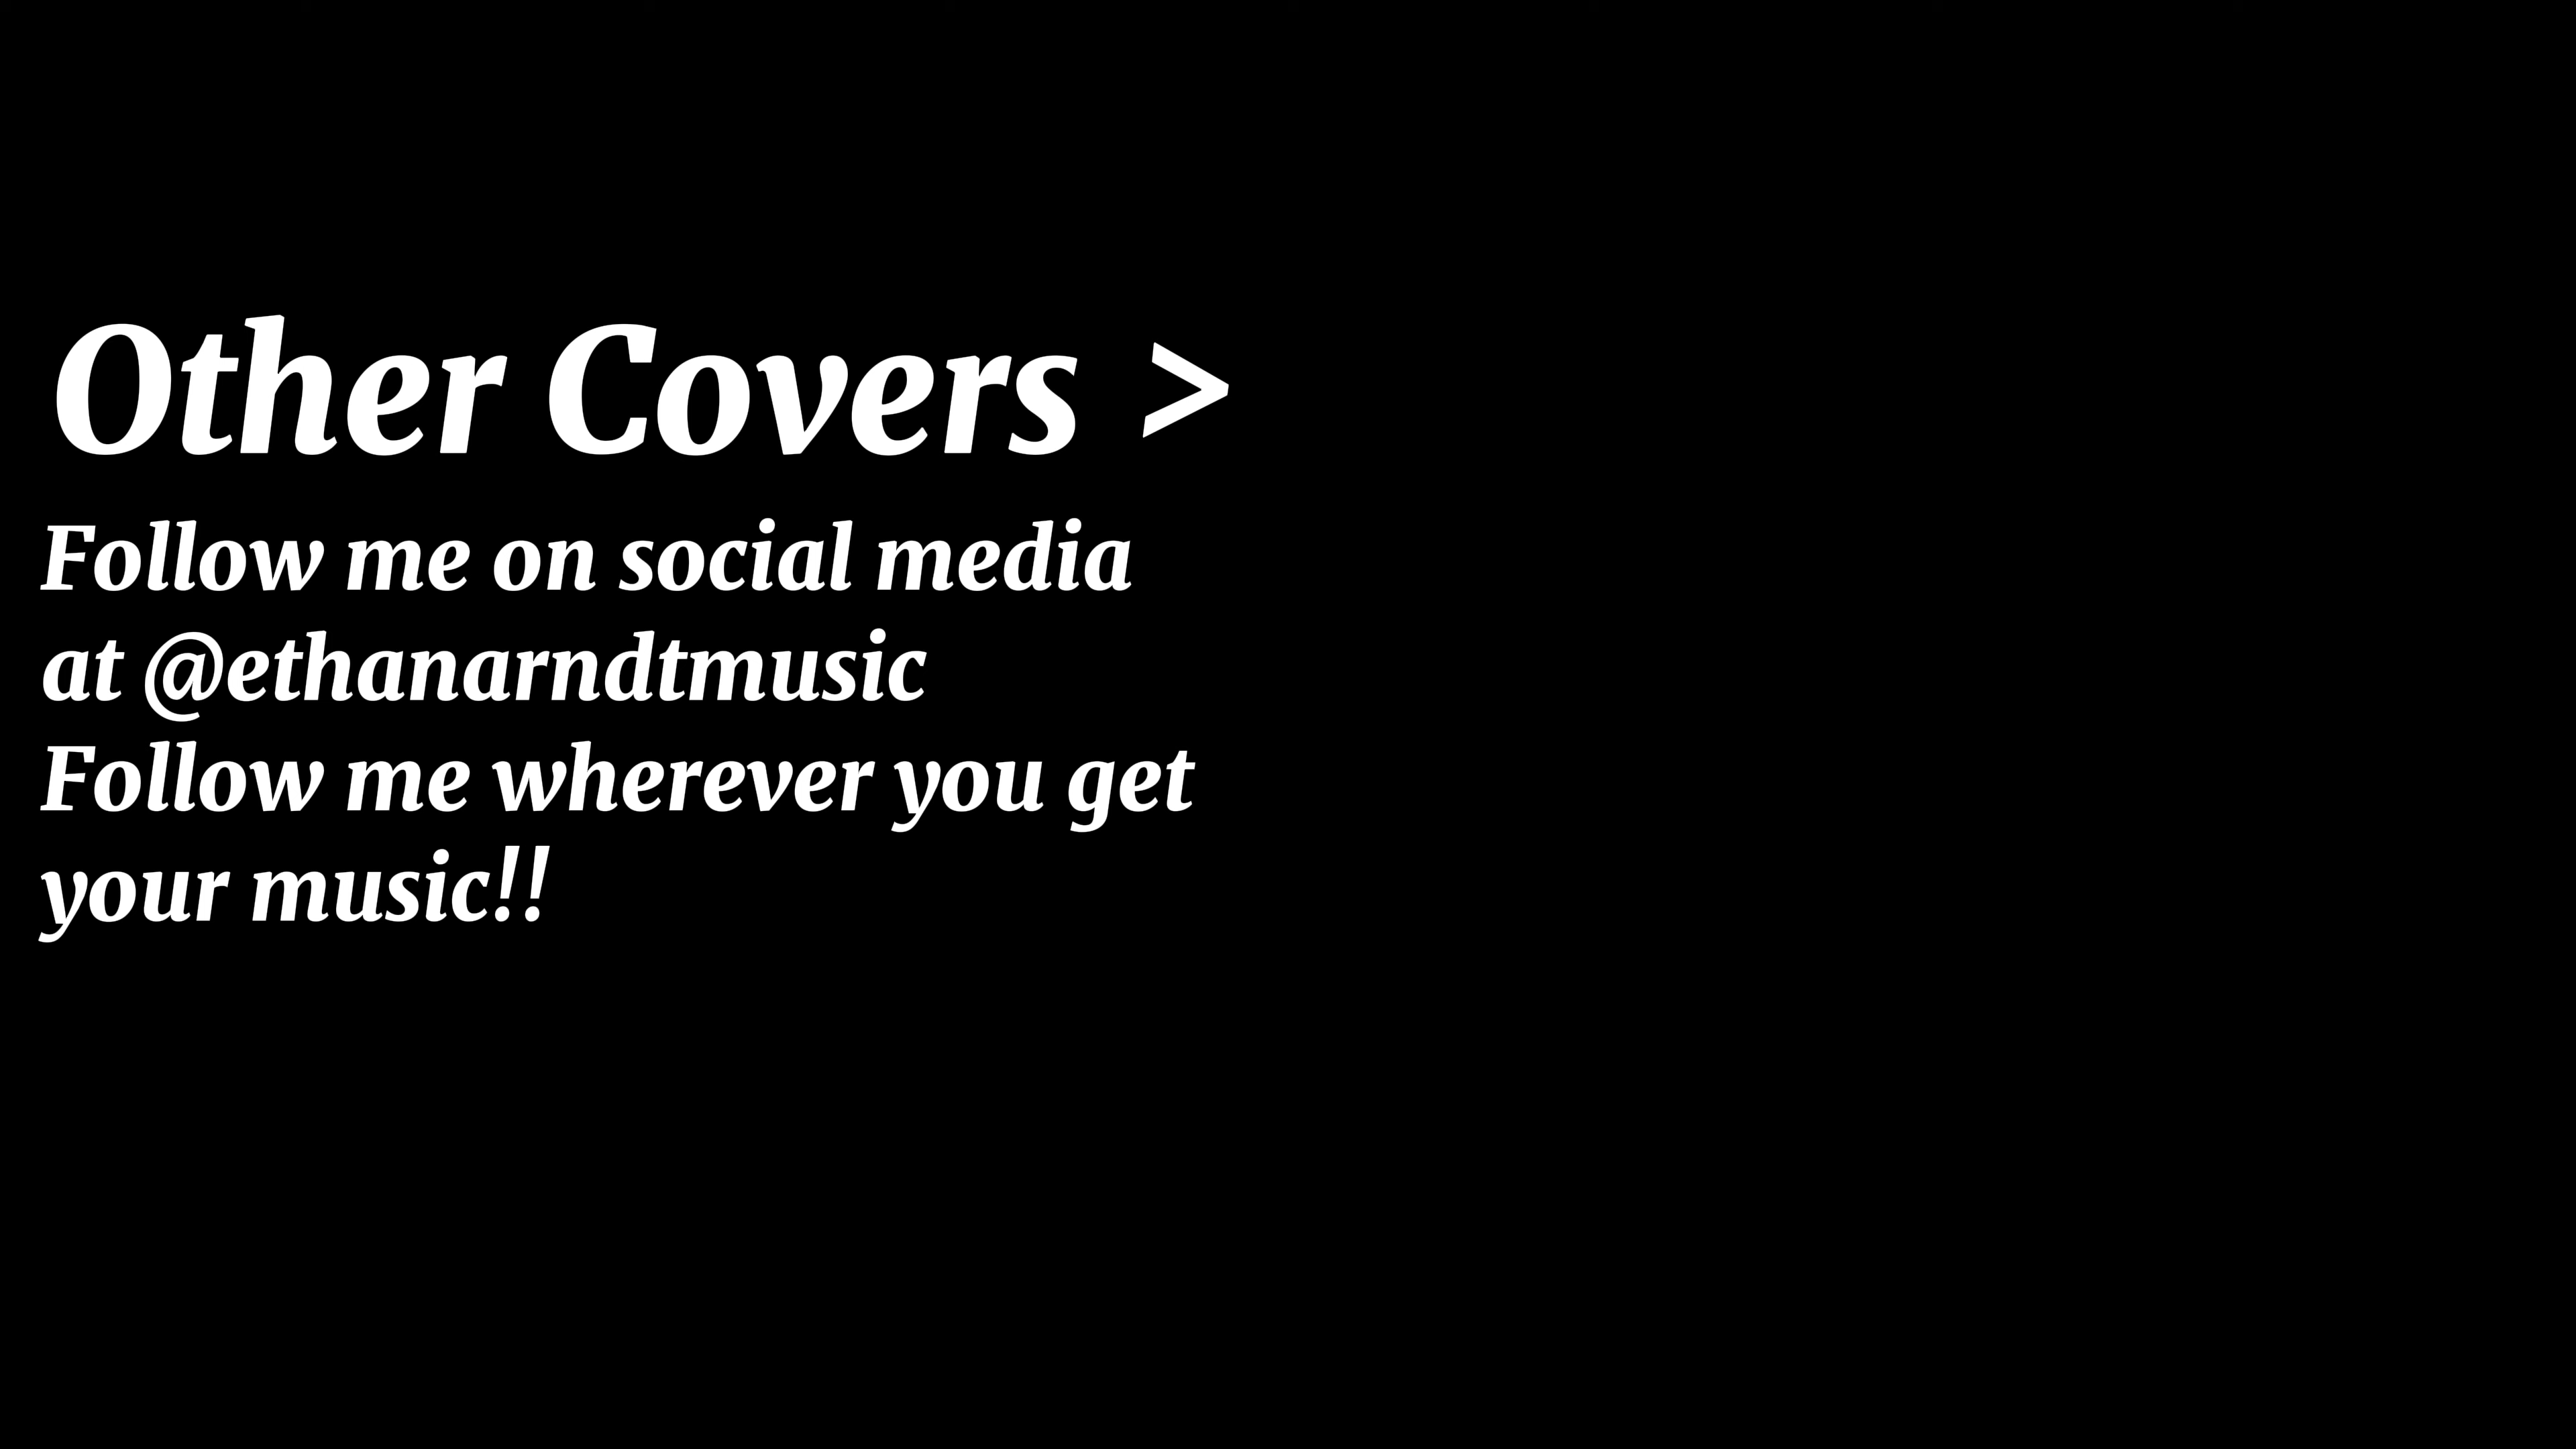 Other Covers >
Follow me on social media
at @ethanarndtmusic
Follow me wherever you get
your music!!